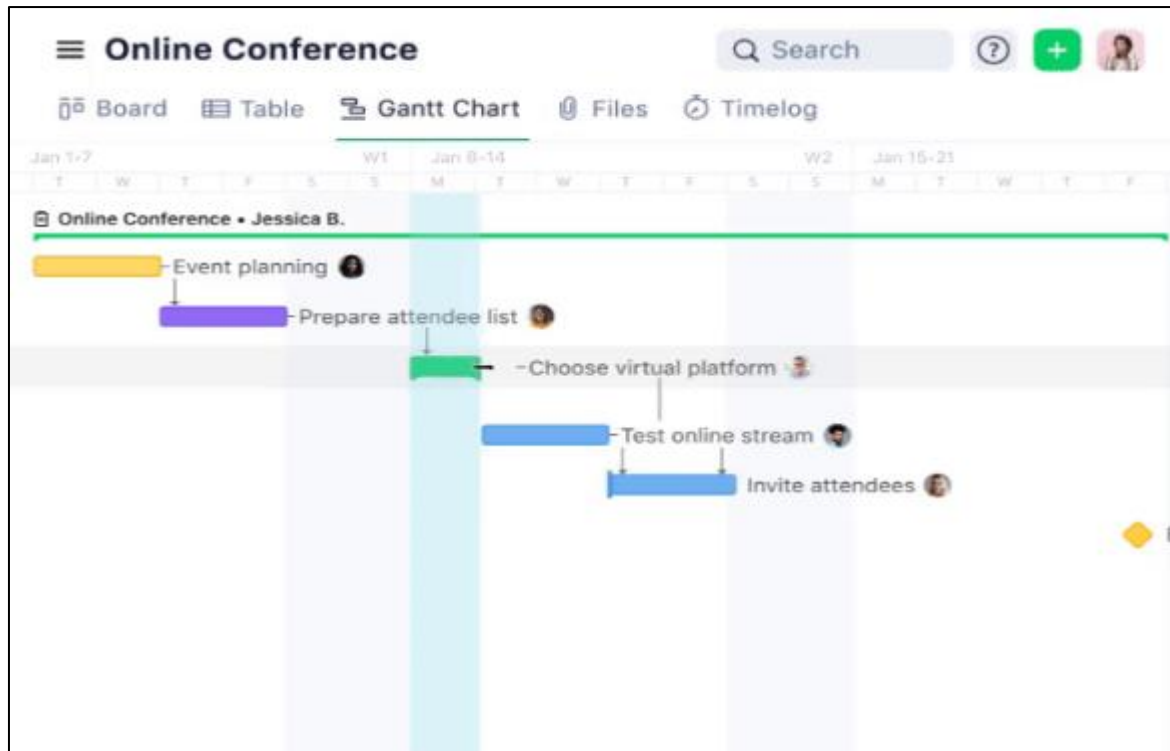 Online Conference
Search
?
+
Board Table Gantt Chart Files Timelog
Jan 1-7 W1 Jan 8-14 W2 Jan 15-21
T W T F S S M T W T F S S M T W T F
Online Conference • Jessica B.
Event planning
Prepare attendee list
Choose virtual platform
Test online stream
Invite attendees